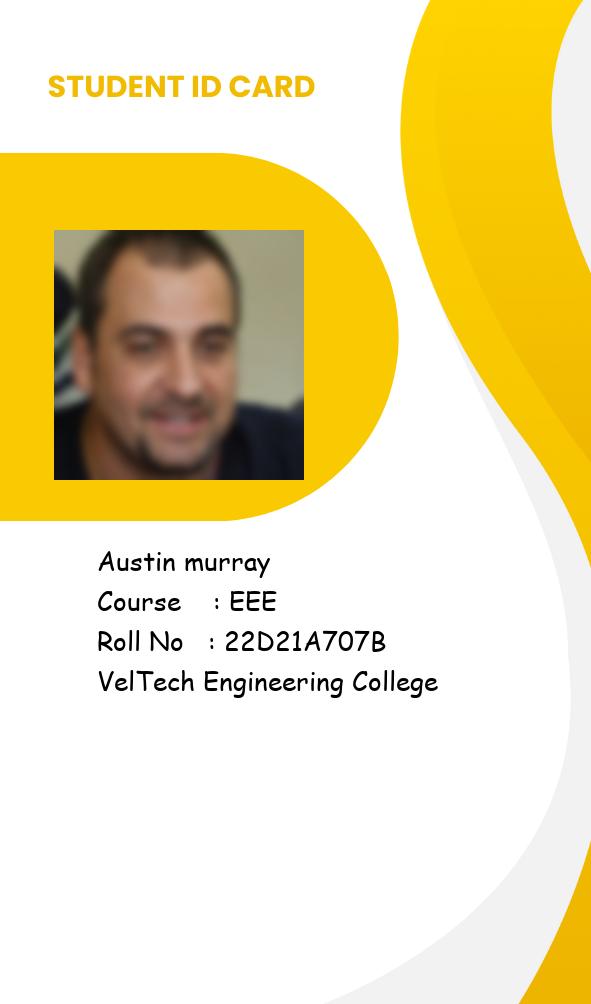 STUDENT ID CARD
Austin murray
Course : EEE
Roll No : 22D21A707B
VelTech Engineering College